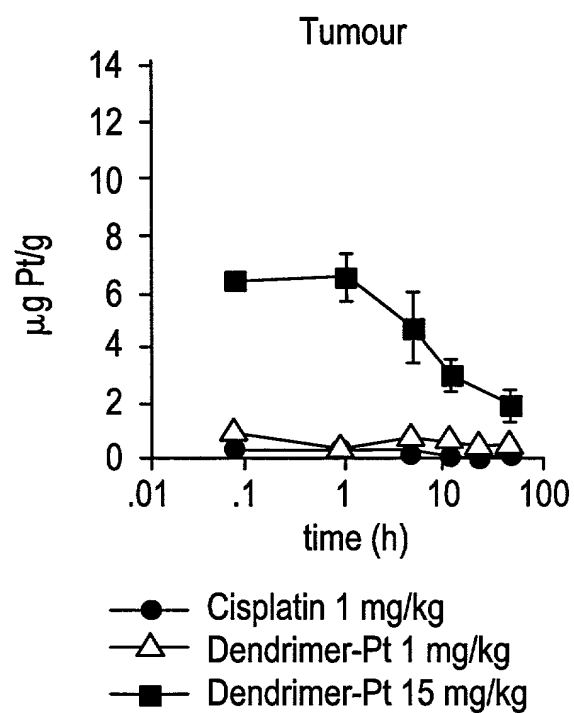 Tumour
14
12
10
8
6
4
2
0
µg Pt/g
.01 .1 1 10 100
time (h)
Cisplatin 1 mg/kg
Dendrimer-Pt 1 mg/kg
Dendrimer-Pt 15 mg/kg